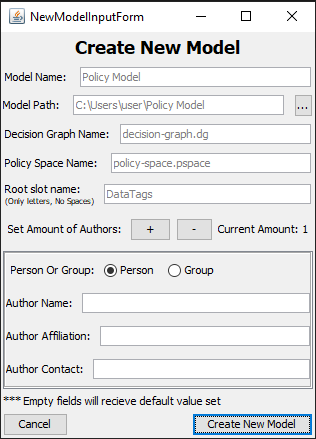 NewModelInputForm
Create New Model
Model Name: Policy Model
Model Path: C:\Users\user\Policy Model ...
Decision Graph Name: decision-graph.dg
Policy Space Name: policy-space.pspace
Root slot name: DataTags
(Only letters, No Spaces)
Set Amount of Authors: + - Current Amount: 1
Person Or Group: Person Group
Author Name:
Author Affiliation:
Author Contact:
*** Empty fields will recieve default value set
Cancel Create New Model